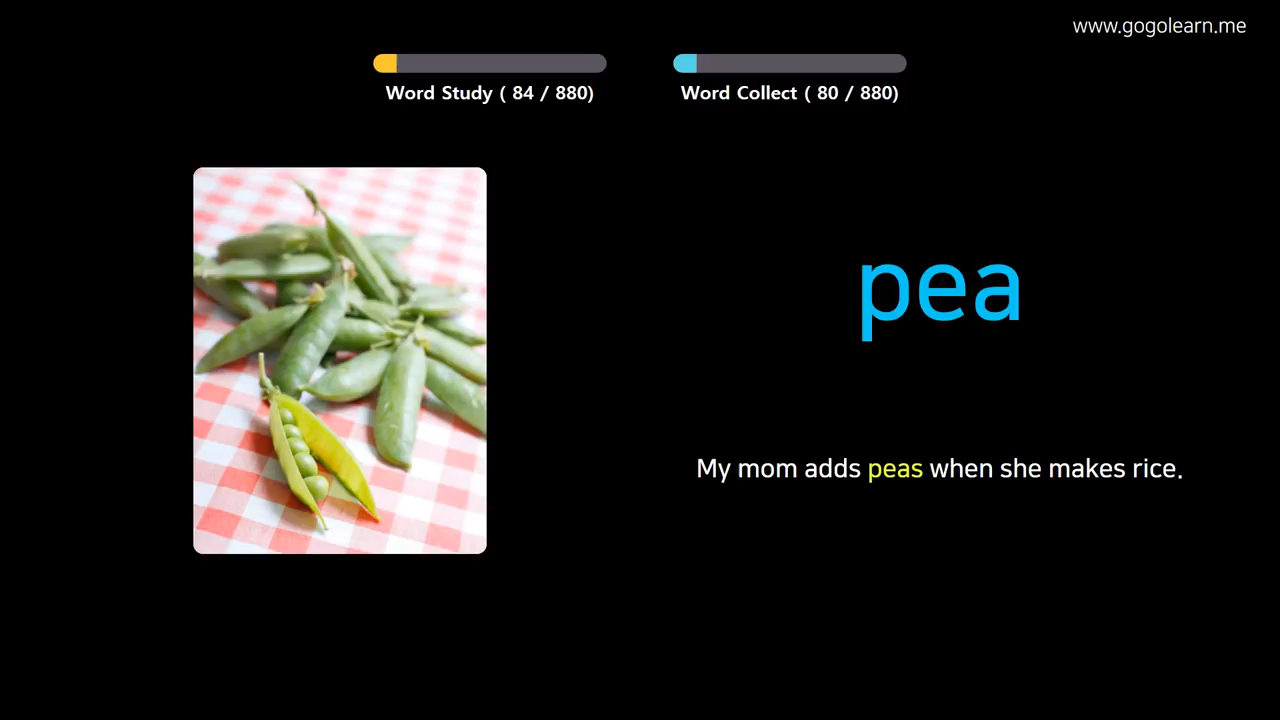 www.gogolearn.me
Word Study ( 84 / 880)
Word Collect ( 80 / 880)
pea
My mom adds peas when she makes rice.